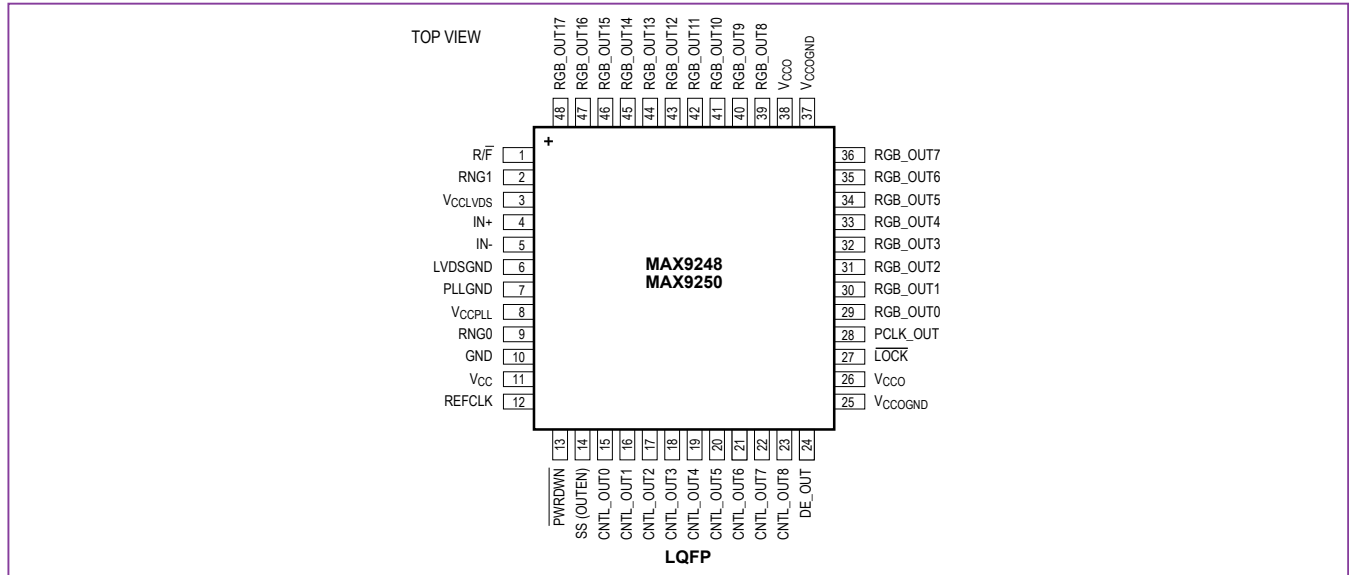 TOP VIEW
RGB_OUT17
RGB_OUT16
RGB_OUT15
RGB_OUT14
RGB_OUT13
RGB_OUT12
RGB_OUT11
RGB_OUT10
RGB_OUT9
RGB_OUT8
VCCO
VCCOGND
48 47 46 45 44 43 42 41 40 39 38 37
+
R/F̅ 1
RNG1 2
VCCLVDS 3
IN+ 4
IN- 5
LVDSGND 6
PLLGND 7
VCCPLL 8
RNG0 9
GND 10
VCC 11
REFCLK 12
MAX9248
MAX9250
36 RGB_OUT7
35 RGB_OUT6
34 RGB_OUT5
33 RGB_OUT4
32 RGB_OUT3
31 RGB_OUT2
30 RGB_OUT1
29 RGB_OUT0
28 PCLK_OUT
27 L̅O̅C̅K̅
26 VCCO
25 VCCOGND
13 14 15 16 17 18 19 20 21 22 23 24
P̅W̅R̅D̅W̅N̅
SS (OUTEN)
CNTL_OUT0
CNTL_OUT1
CNTL_OUT2
CNTL_OUT3
CNTL_OUT4
CNTL_OUT5
CNTL_OUT6
CNTL_OUT7
CNTL_OUT8
DE_OUT
LQFP